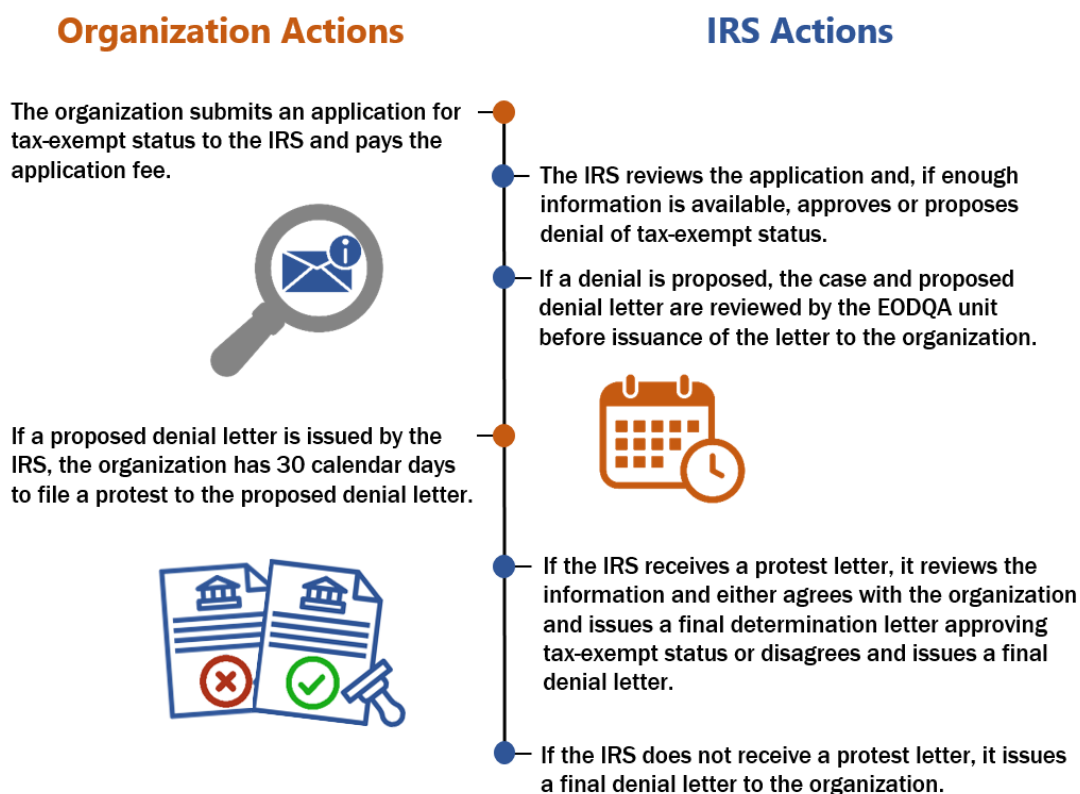 Organization Actions
IRS Actions
The organization submits an application for
tax-exempt status to the IRS and pays the
application fee.
The IRS reviews the application and, if enough
information is available, approves or proposes
denial of tax-exempt status.
If a denial is proposed, the case and proposed
denial letter are reviewed by the EODQA unit
before issuance of the letter to the organization.
If a proposed denial letter is issued by the
IRS, the organization has 30 calendar days
to file a protest to the proposed denial letter.
If the IRS receives a protest letter, it reviews the
information and either agrees with the organization
and issues a final determination letter approving
tax-exempt status or disagrees and issues a final
denial letter.
If the IRS does not receive a protest letter, it issues
a final denial letter to the organization.